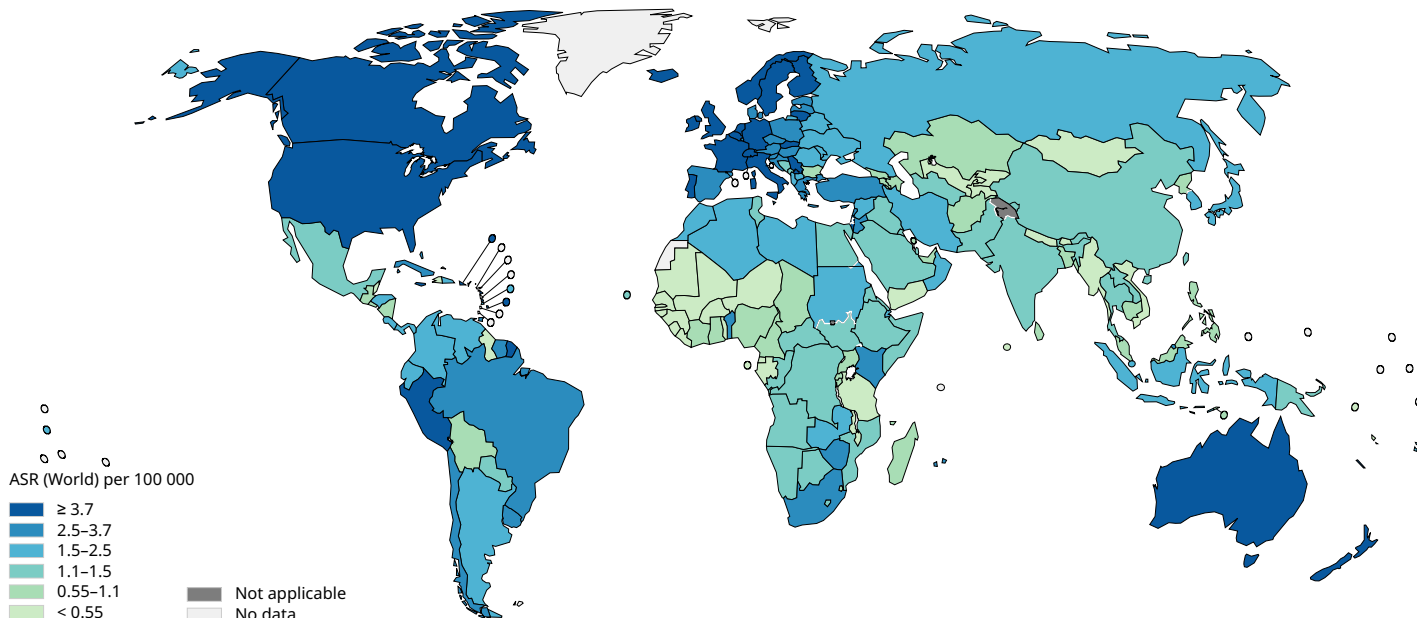 ASR (World) per 100 000
≥ 3.7
2.5–3.7
1.5–2.5
1.1–1.5
0.55–1.1
< 0.55
Not applicable
No data